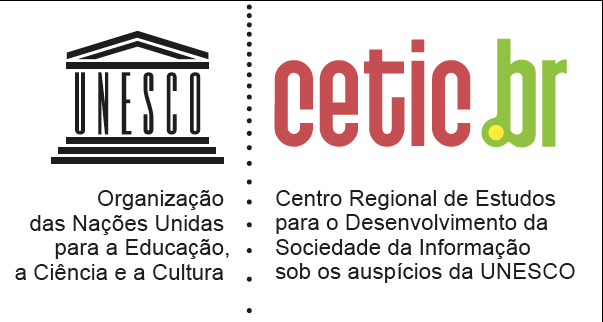 UNESCO
Organização
das Nações Unidas
para a Educação,
a Ciência e a Cultura
cetic.br
Centro Regional de Estudos
para o Desenvolvimento da
Sociedade da Informação
sob os auspícios da UNESCO